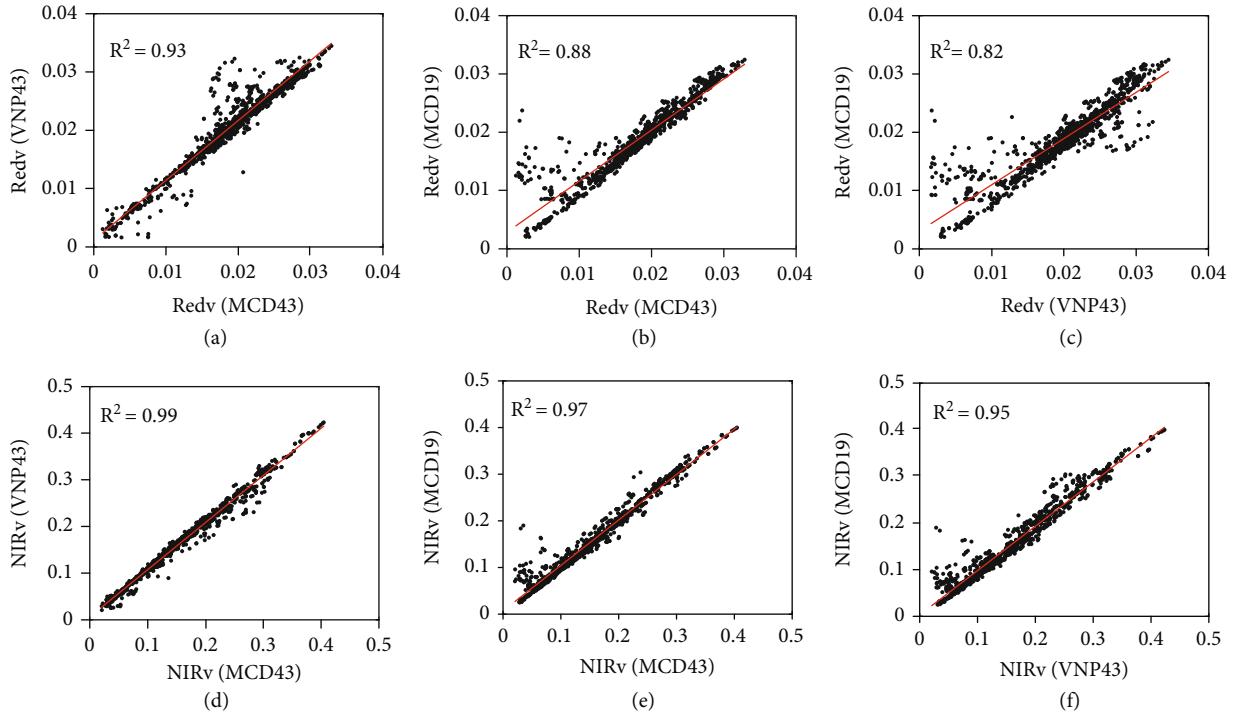 0.04
0.03
0.02
0.01
0
Redv (VNP43)
R² = 0.93
0
0.01
0.02
0.03
0.04
Redv (MCD43)
(a)
0.04
0.03
0.02
0.01
0
Redv (MCD19)
R² = 0.88
0
0.01
0.02
0.03
0.04
Redv (MCD43)
(b)
0.04
0.03
0.02
0.01
0
Redv (MCD19)
R² = 0.82
0
0.01
0.02
0.03
0.04
Redv (VNP43)
(c)
0.5
0.4
0.3
0.2
0.1
0
NIRv (VNP43)
R² = 0.99
0
0.1
0.2
0.3
0.4
0.5
NIRv (MCD43)
(d)
0.5
0.4
0.3
0.2
0.1
0
NIRv (MCD19)
R² = 0.97
0
0.1
0.2
0.3
0.4
0.5
NIRv (MCD43)
(e)
0.5
0.4
0.3
0.2
0.1
0
NIRv (MCD19)
R² = 0.95
0
0.1
0.2
0.3
0.4
0.5
NIRv (VNP43)
(f)